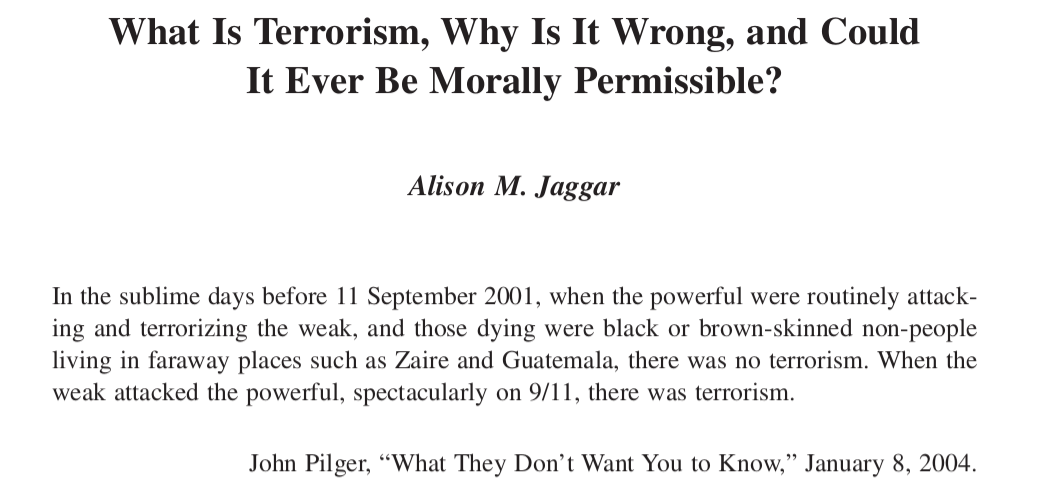 What Is Terrorism, Why Is It Wrong, and Could
It Ever Be Morally Permissible?
Alison M. Jaggar
In the sublime days before 11 September 2001, when the powerful were routinely attack-
ing and terrorizing the weak, and those dying were black or brown-skinned non-people
living in faraway places such as Zaire and Guatemala, there was no terrorism. When the
weak attacked the powerful, spectacularly on 9/11, there was terrorism.
John Pilger, “What They Don’t Want You to Know,” January 8, 2004.